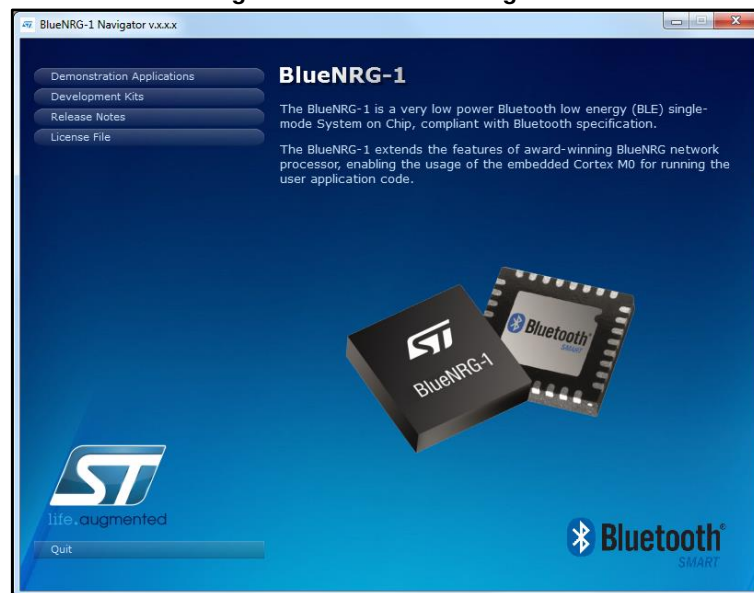 BlueNRG-1 Navigator v.x.x.x
Demonstration Applications
Development Kits
Release Notes
License File
BlueNRG-1
The BlueNRG-1 is a very low power Bluetooth low energy (BLE) single-
mode System on Chip, compliant with Bluetooth specification.
The BlueNRG-1 extends the features of award-winning BlueNRG network
processor, enabling the usage of the embedded Cortex M0 for running the
user application code.
ST
BlueNRG-1
Bluetooth
SMART
ST
life.augmented
Quit
Bluetooth®
SMART